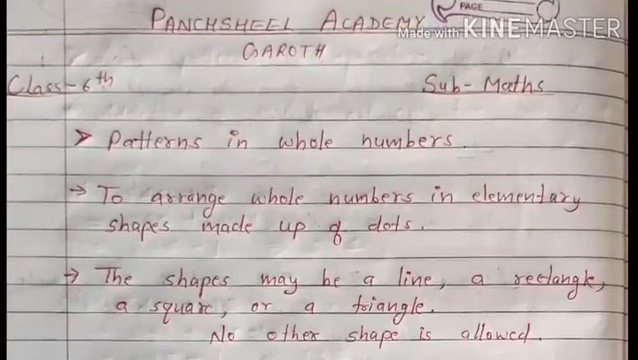 PAGE
PANCHSHEEL ACADEMY
Made with KINEMASTER
GAROTH
Class-6th Sub- Maths
➤ Patterns in whole numbers.
→ To arrange whole numbers in elementary
shapes made up of dots.
→ The shapes may be a line, a rectangle,
a square, or a triangle.
No other shape is allowed.